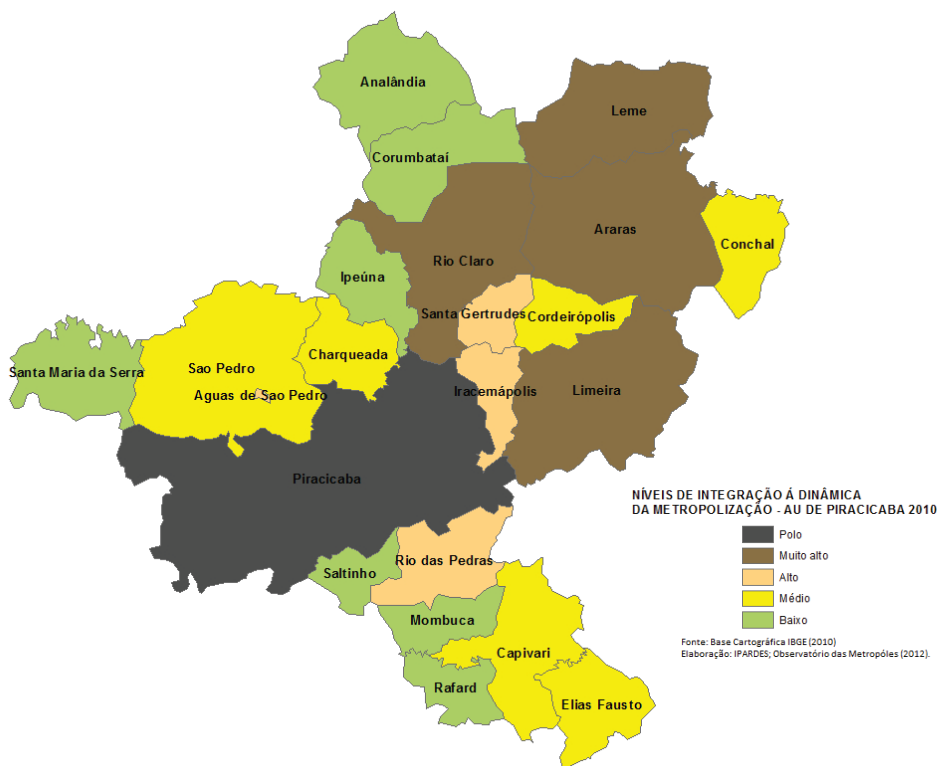 Analândia
Leme
Corumbataí
Araras
Conchal
Rio Claro
Ipeúna
Santa Gertrudes
Cordeirópolis
Charqueada
Sao Pedro
Santa Maria da Serra
Aguas de Sao Pedro
Iracemápolis
Limeira
Piracicaba
NÍVEIS DE INTEGRAÇÃO Á DINÂMICA
DA METROPOLIZAÇÃO - AU DE PIRACICABA 2010
Polo
Muito alto
Alto
Médio
Baixo
Rio das Pedras
Saltinho
Mombuca
Capivari
Rafard
Elias Fausto
Fonte: Base Cartográfica IBGE (2010)
Elaboração: IPARDES; Observatório das Metropóles (2012).